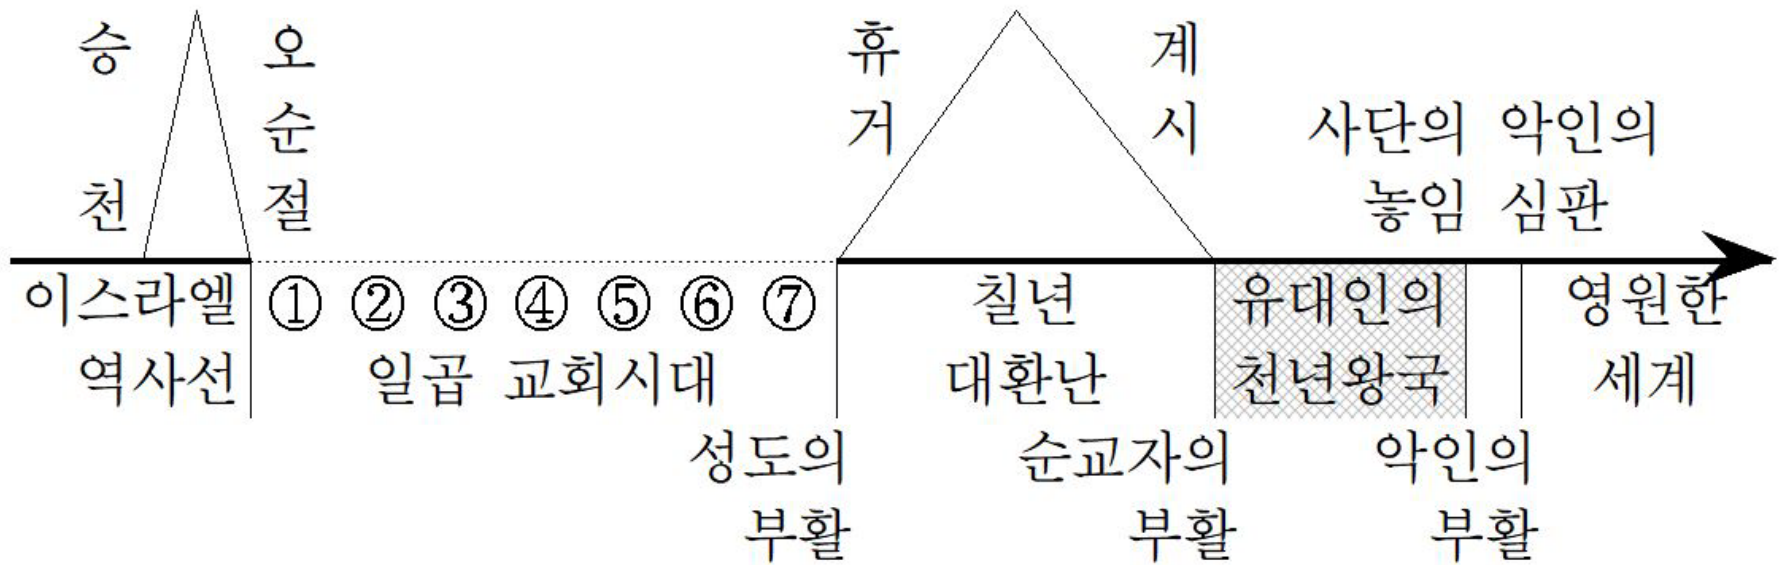 승천
오순절
휴거
계시
사단의 놓임
악인의 심판
이스라엘
역사선
① ② ③ ④ ⑤ ⑥ ⑦
일곱 교회시대
칠년
대환난
유대인의
천년왕국
영원한
세계
성도의
부활
순교자의
부활
악인의
부활